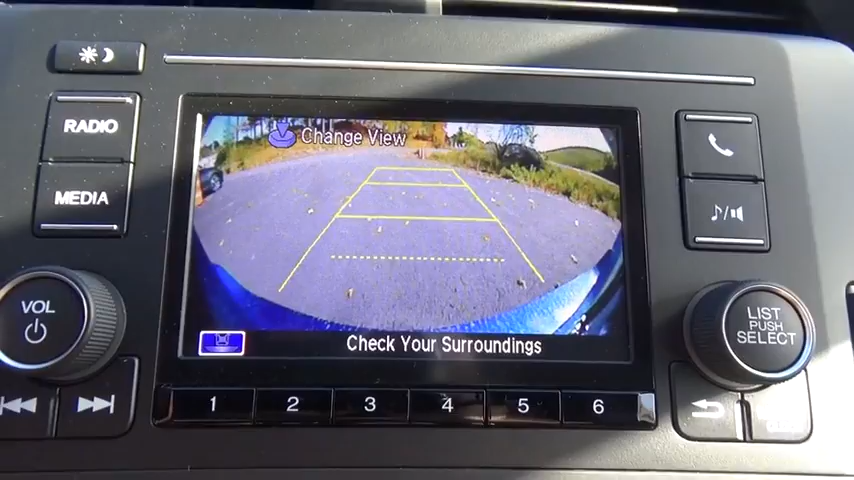 RADIO
MEDIA
VOL
Change View
Check Your Surroundings
1 2 3 4 5 6
LIST
PUSH
SELECT